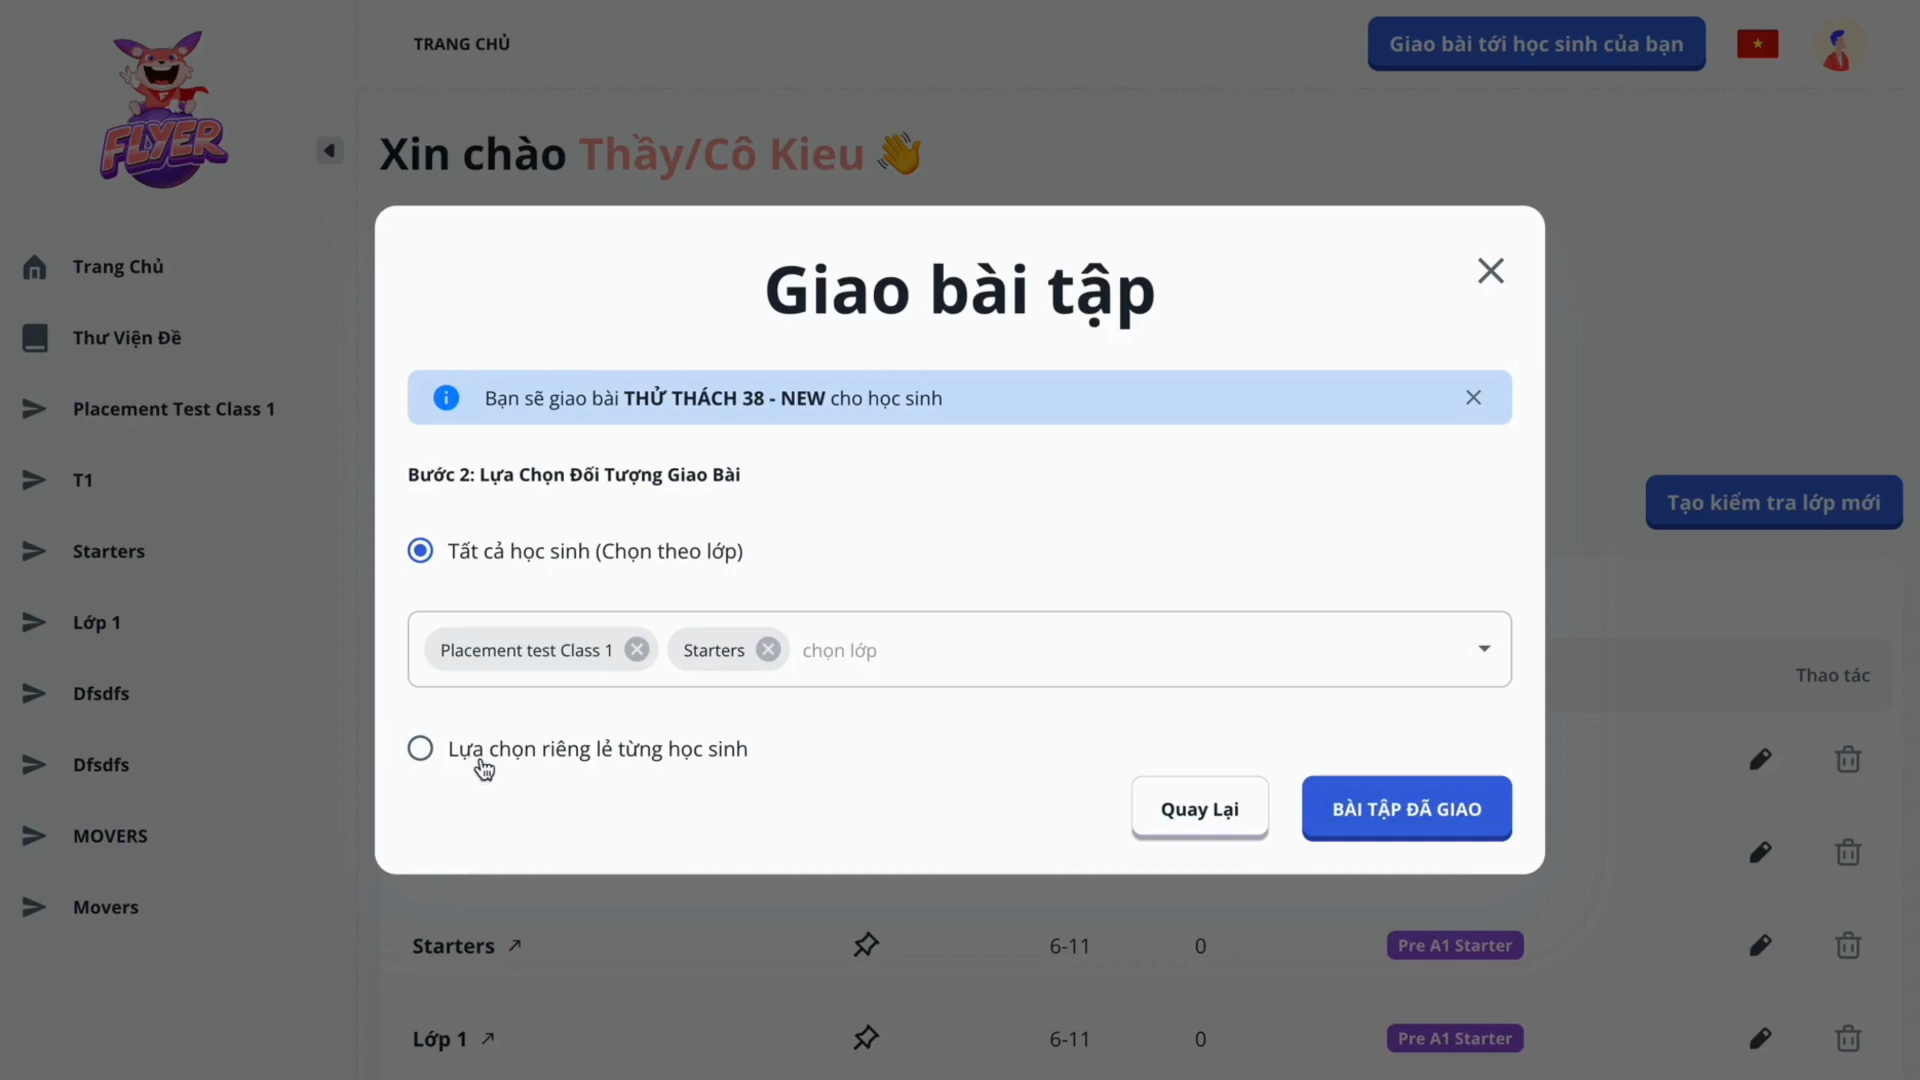 FLYER
TRANG CHỦ
Giao bài tới học sinh của bạn
Xin chào Thầy/Cô Kieu 👋
Trang Chủ
Thư Viện Đề
Placement Test Class 1
T1
Starters
Lớp 1
Dfsdfs
Dfsdfs
MOVERS
Movers
Giao bài tập
Bạn sẽ giao bài THỬ THÁCH 38 - NEW cho học sinh
Bước 2: Lựa Chọn Đối Tượng Giao Bài
Tất cả học sinh (Chọn theo lớp)
Placement test Class 1 Starters chọn lớp
Lựa chọn riêng lẻ từng học sinh
Quay Lại
BÀI TẬP ĐÃ GIAO
Tạo kiểm tra lớp mới
Thao tác
Starters 6-11 0 Pre A1 Starter
Lớp 1 6-11 0 Pre A1 Starter